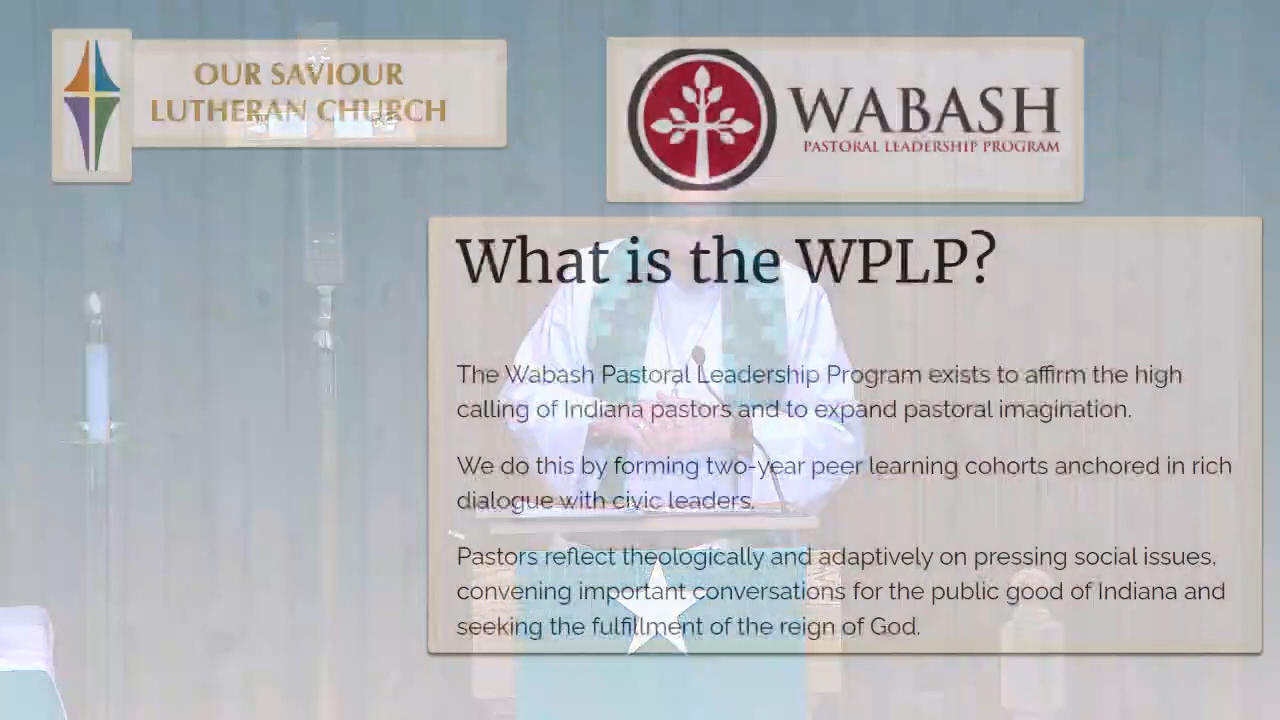 OUR SAVIOUR
LUTHERAN CHURCH
WABASH
PASTORAL LEADERSHIP PROGRAM
What is the WPLP?
The Wabash Pastoral Leadership Program exists to affirm the high
calling of Indiana pastors and to expand pastoral imagination.
We do this by forming two-year peer learning cohorts anchored in rich
dialogue with civic leaders.
Pastors reflect theologically and adaptively on pressing social issues,
convening important conversations for the public good of Indiana and
seeking the fulfillment of the reign of God.